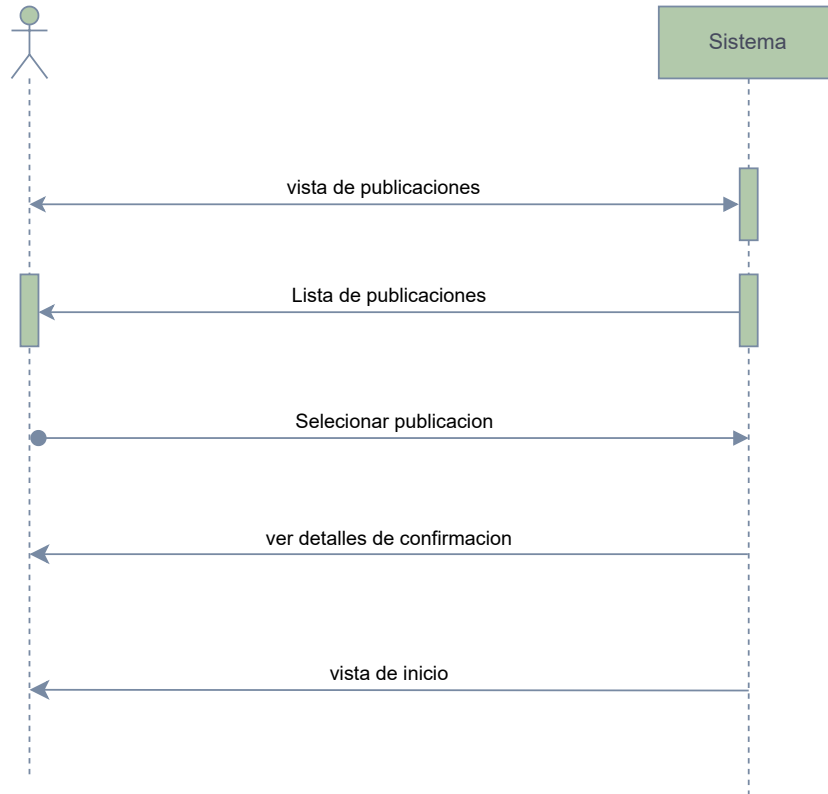 Sistema
vista de publicaciones
Lista de publicaciones
Selecionar publicacion
ver detalles de confirmacion
vista de inicio